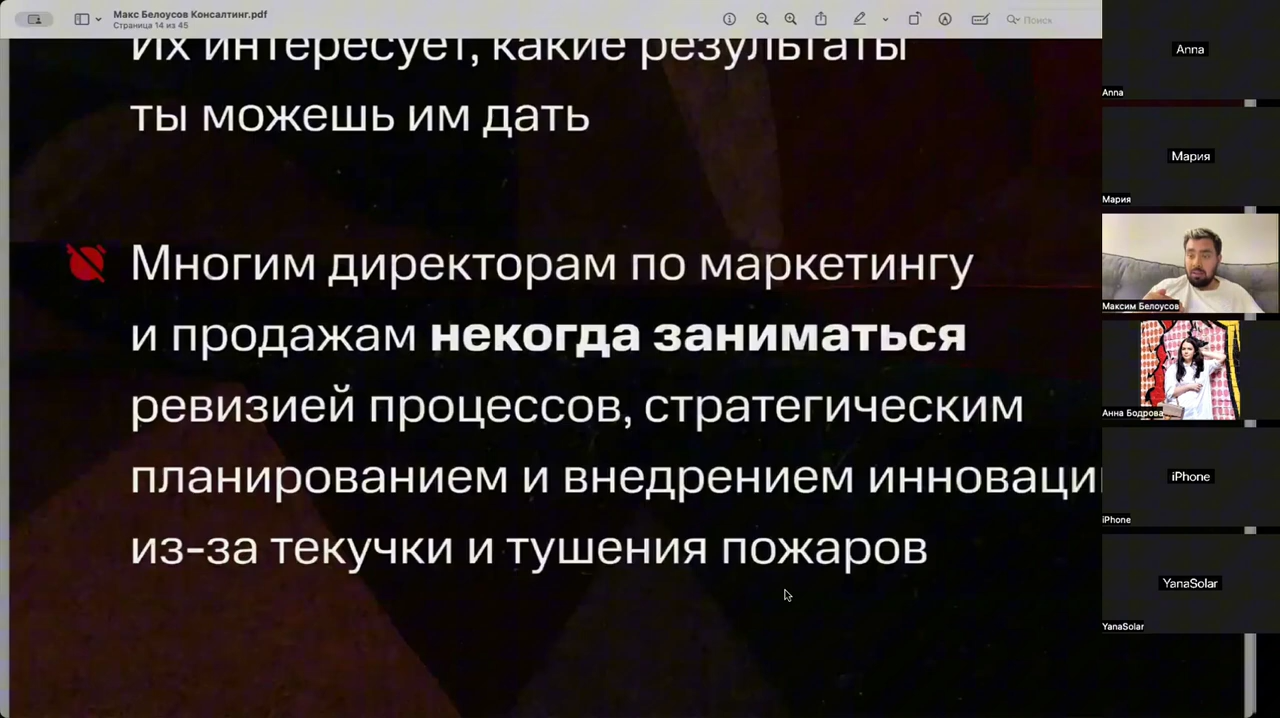 Макс Белоусов Консалтинг.pdf
Страница 14 из 45
Поиск
Их интересует, какие результаты
ты можешь им дать
Многим директорам по маркетингу
и продажам некогда заниматься
ревизией процессов, стратегическим
планированием и внедрением инноваци
из-за текучки и тушения пожаров
Anna
Anna
Мария
Мария
Максим Белоусов
Анна Бодрова
iPhone
iPhone
YanaSolar
YanaSolar